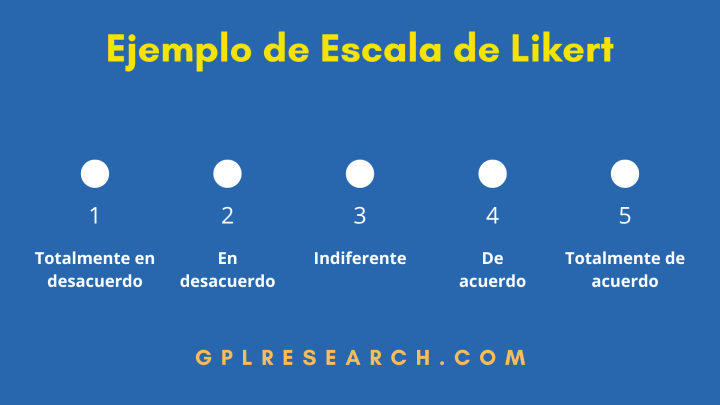 Ejemplo de Escala de Likert
1 2 3 4 5
Totalmente en desacuerdo
En desacuerdo
Indiferente
De acuerdo
Totalmente de acuerdo
GPLRESEARCH.COM